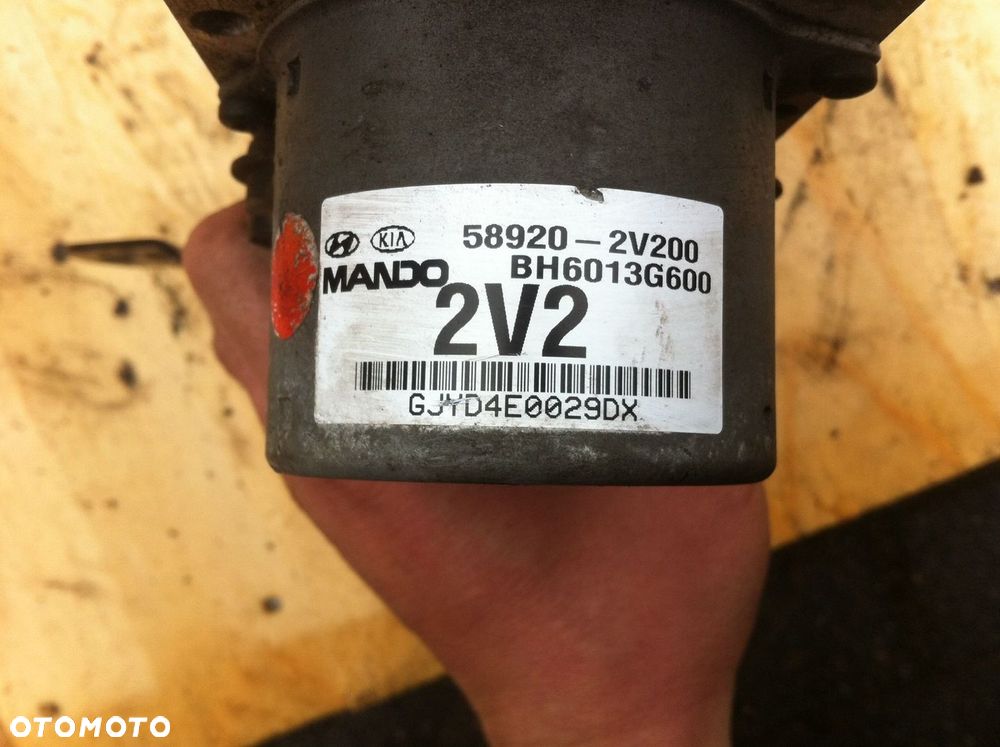 KIA 58920-2V200
MANDO BH6013G600
2V2
GJYD4E0029DX
OTOMOTO